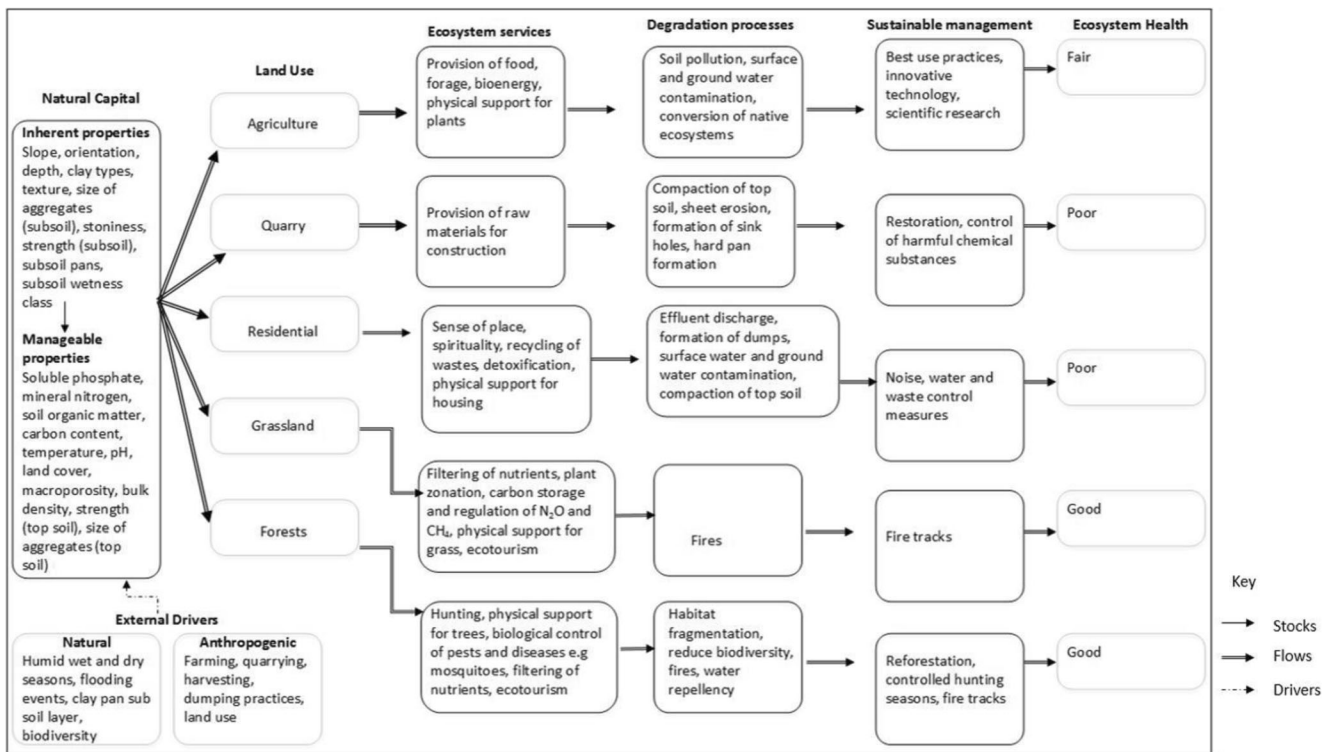 Natural Capital
Inherent properties
Slope, orientation,
depth, clay types,
texture, size of
aggregates
(subsoil), stoniness,
strength (subsoil),
subsoil pans,
subsoil wetness
class
Manageable
properties
Soluble phosphate,
mineral nitrogen,
soil organic matter,
carbon content,
temperature, pH,
land cover,
macroporosity, bulk
density, strength
(top soil), size of
aggregates (top
soil)
External Drivers
Natural
Humid wet and dry
seasons, flooding
events, clay pan sub
soil layer,
biodiversity
Anthropogenic
Farming, quarrying,
harvesting,
dumping practices,
land use
Land Use
Agriculture
Quarry
Residential
Grassland
Forests
Ecosystem services
Provision of food,
forage, bioenergy,
physical support for
plants
Provision of raw
materials for
construction
Sense of place,
spirituality, recycling of
wastes, detoxification,
physical support for
housing
Filtering of nutrients, plant
zonation, carbon storage
and regulation of N₂O and
CH₄, physical support for
grass, ecotourism
Hunting, physical support
for trees, biological control
of pests and diseases e.g
mosquitoes, filtering of
nutrients, ecotourism
Degradation processes
Soil pollution, surface
and ground water
contamination,
conversion of native
ecosystems
Compaction of top
soil, sheet erosion,
formation of sink
holes, hard pan
formation
Effluent discharge,
formation of dumps,
surface water and ground
water contamination,
compaction of top soil
Fires
Habitat
fragmentation,
reduce biodiversity,
fires, water
repellency
Sustainable management
Best use practices,
innovative
technology,
scientific research
Restoration, control
of harmful chemical
substances
Noise, water and
waste control
measures
Fire tracks
Reforestation,
controlled hunting
seasons, fire tracks
Ecosystem Health
Fair
Poor
Poor
Good
Good
Key
Stocks
Flows
Drivers